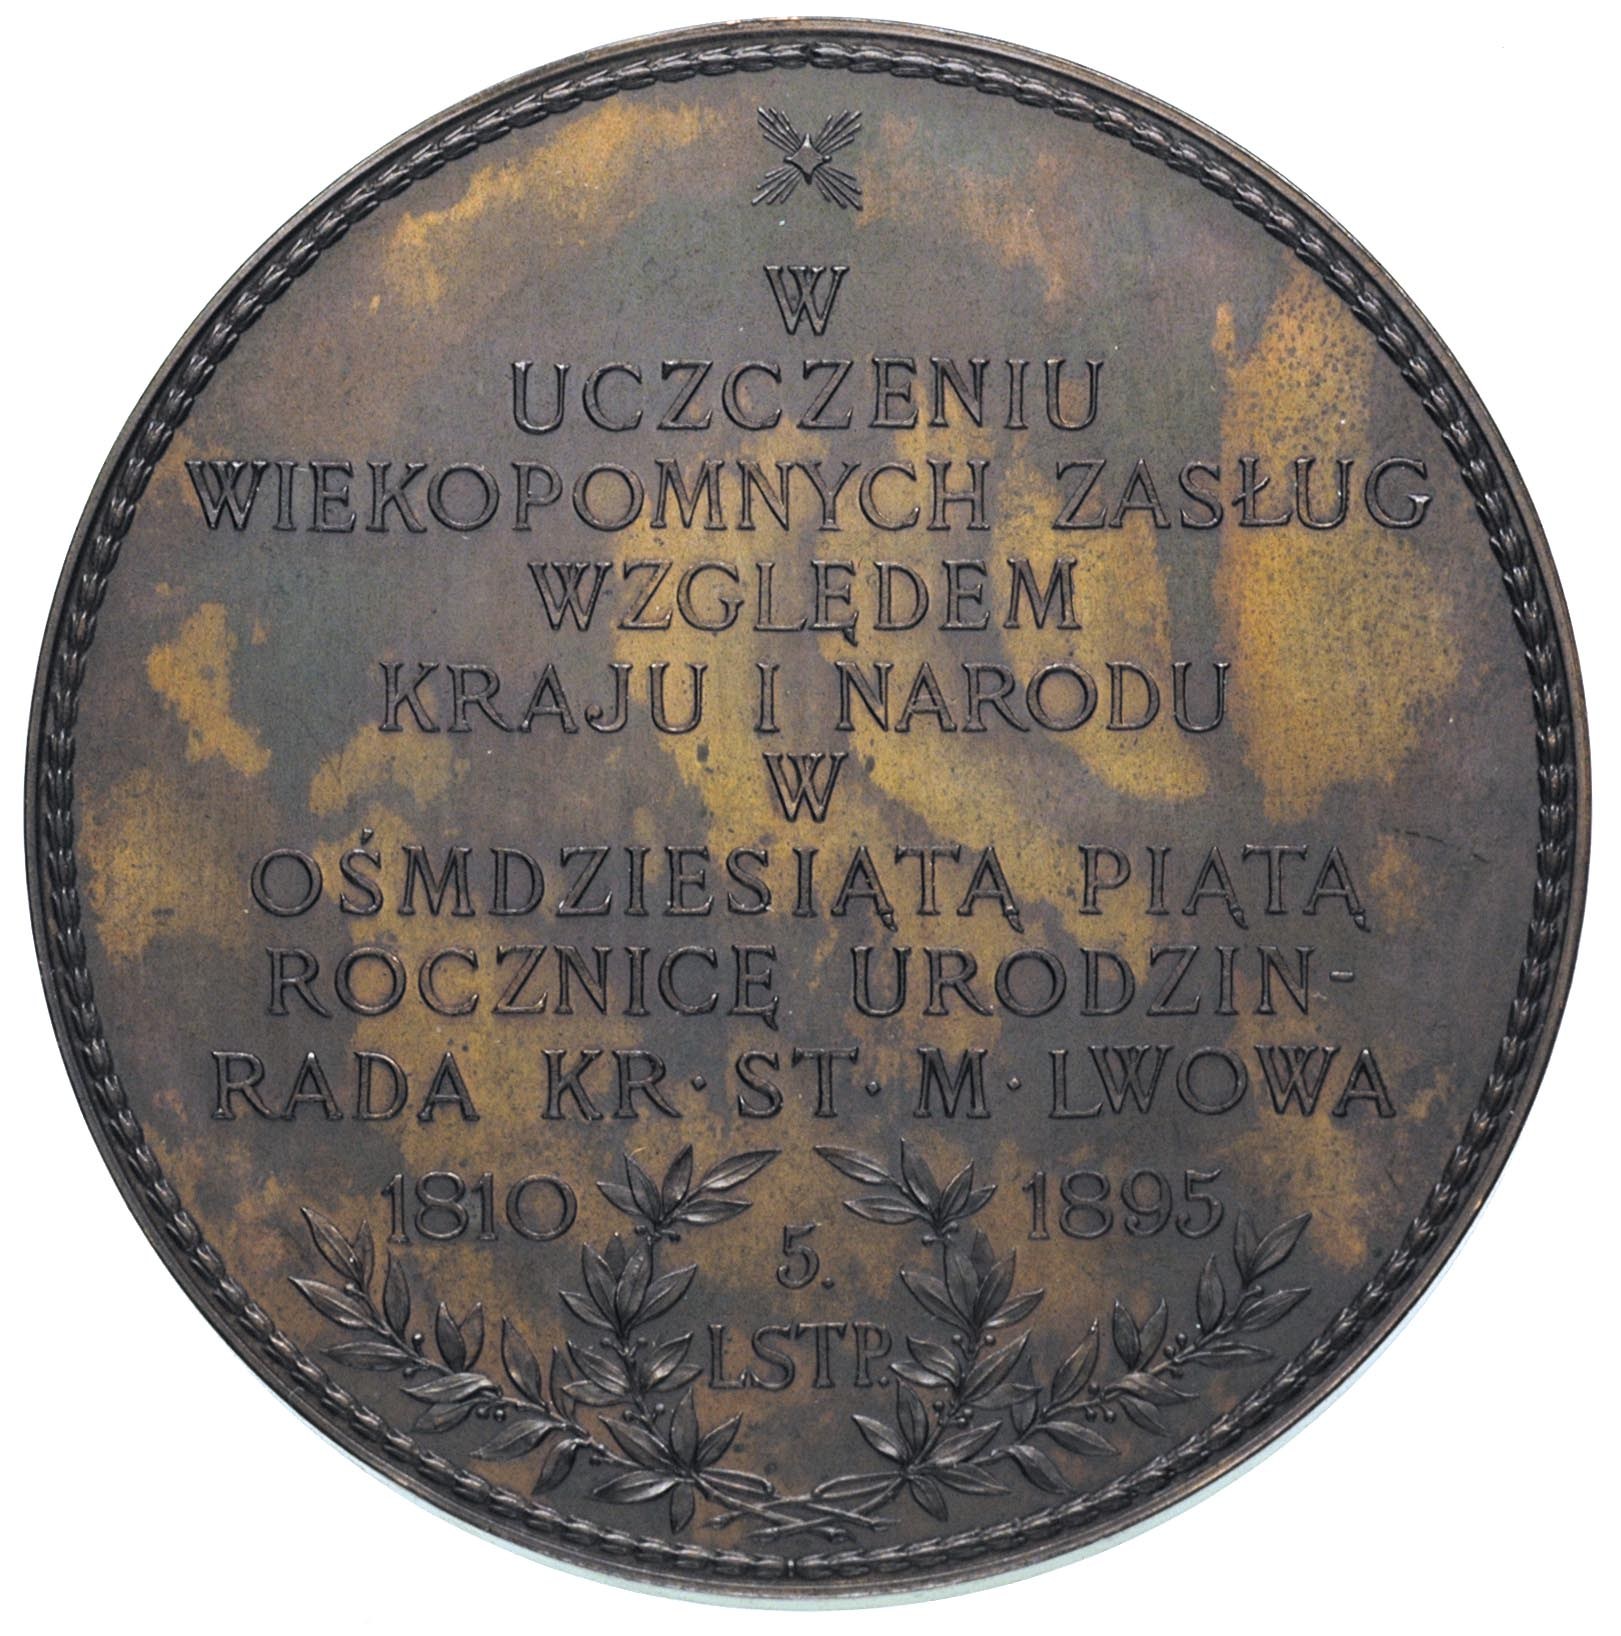 W
UCZCZENIU
WIEKOPOMNYCH ZASŁUG
WZGLĘDEM
KRAJU I NARODU
W
OŚMDZIESIĄTĄ PIĄTĄ
ROCZNICĘ URODZIN-
RADA KR·ST·M·LWOWA
1810 1895
5.
LSTP.